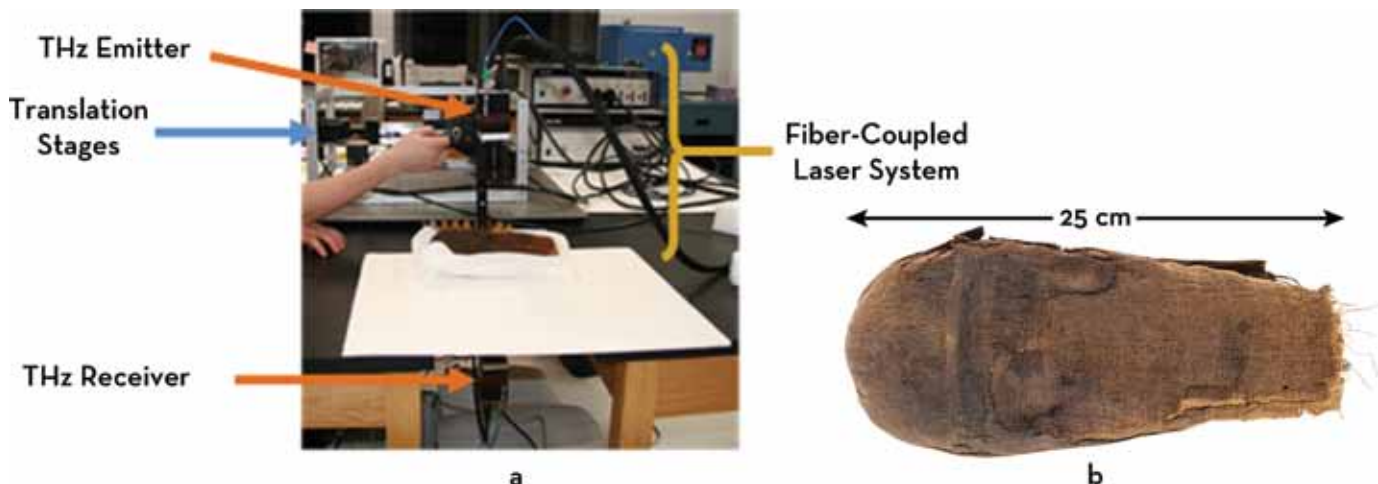 THz Emitter
Translation
Stages
THz Receiver
Fiber-Coupled
Laser System
25 cm
a
b